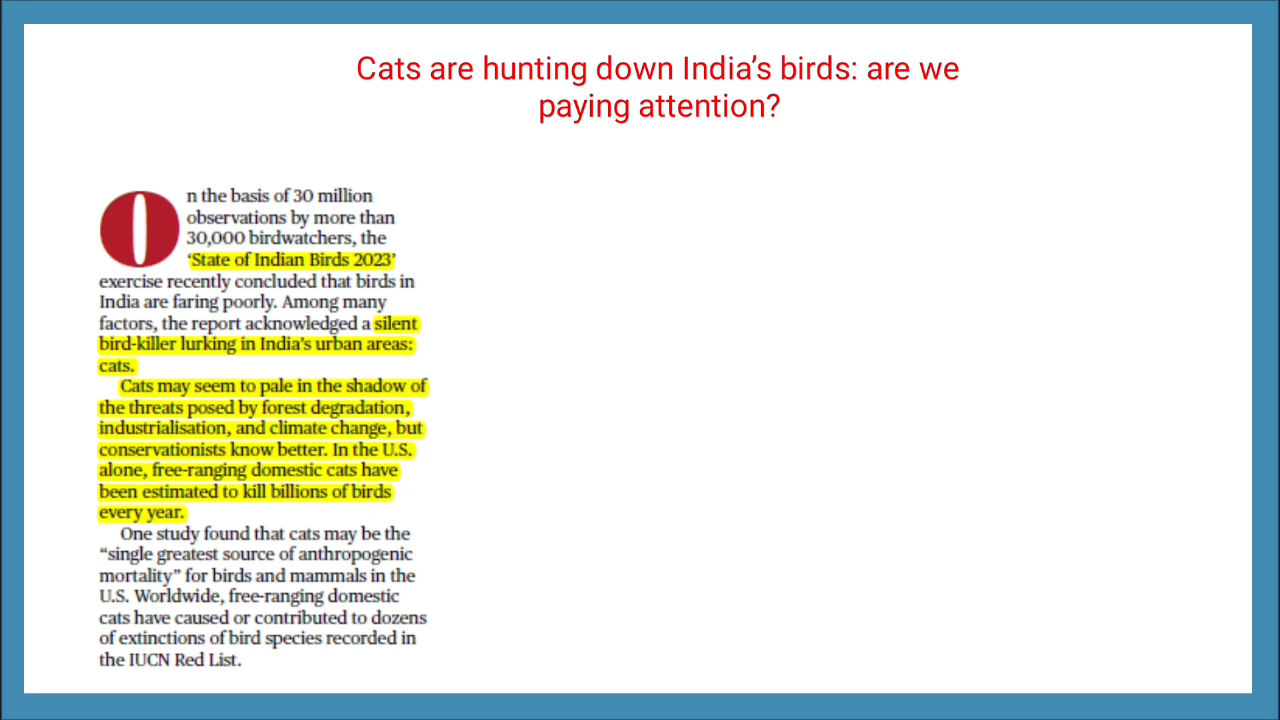 Cats are hunting down India’s birds: are we
paying attention?
On the basis of 30 million
observations by more than
30,000 birdwatchers, the
‘State of Indian Birds 2023’
exercise recently concluded that birds in
India are faring poorly. Among many
factors, the report acknowledged a silent
bird-killer lurking in India’s urban areas:
cats.
Cats may seem to pale in the shadow of
the threats posed by forest degradation,
industrialisation, and climate change, but
conservationists know better. In the U.S.
alone, free-ranging domestic cats have
been estimated to kill billions of birds
every year.
One study found that cats may be the
“single greatest source of anthropogenic
mortality” for birds and mammals in the
U.S. Worldwide, free-ranging domestic
cats have caused or contributed to dozens
of extinctions of bird species recorded in
the IUCN Red List.